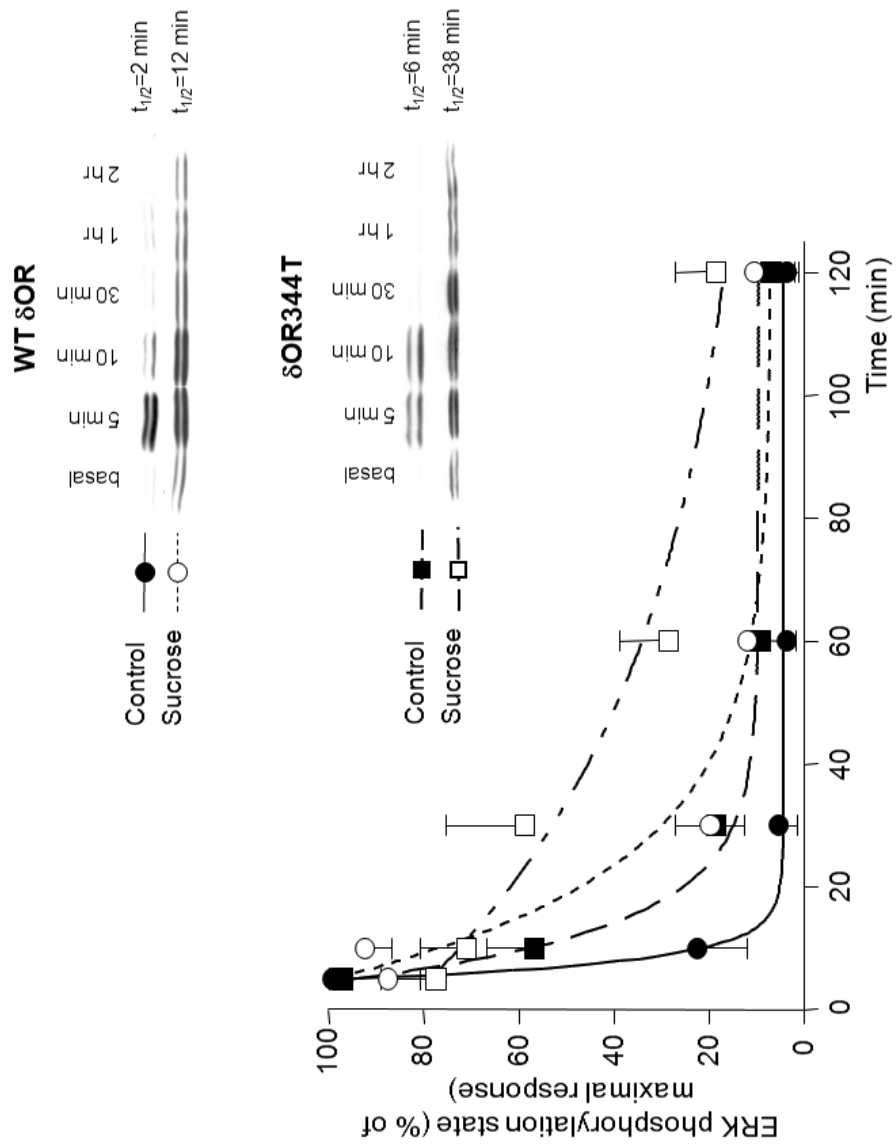 WT δOR
basal 5 min 10 min 30 min 1 hr 2 hr
Control t1/2=2 min
Sucrose t1/2=12 min
δOR344T
basal 5 min 10 min 30 min 1 hr 2 hr
Control t1/2=6 min
Sucrose t1/2=38 min
ERK phosphorylation state (% of
maximal response)
100
80
60
40
20
0
0 20 40 60 80 100 120
Time (min)